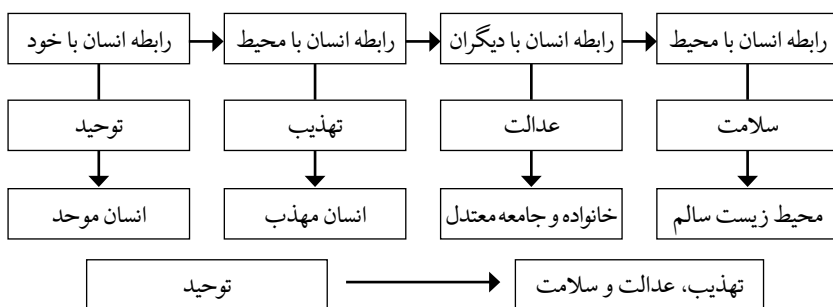 رابطه انسان با خود
رابطه انسان با محیط
رابطه انسان با دیگران
رابطه انسان با محیط
توحید
تهذیب
عدالت
سلامت
انسان موحد
انسان مهذب
خانواده و جامعه معتدل
محیط زیست سالم
توحید
تهذیب، عدالت و سلامت